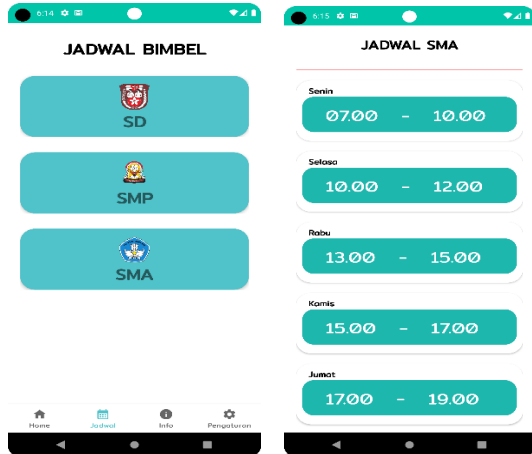 6:14
JADWAL BIMBEL
SD
SMP
SMA
Home Jadwal Info Pengaturan
6:15
JADWAL SMA
Senin
07.00 - 10.00
Selasa
10.00 - 12.00
Rabu
13.00 - 15.00
Kamis
15.00 - 17.00
Jumat
17.00 - 19.00